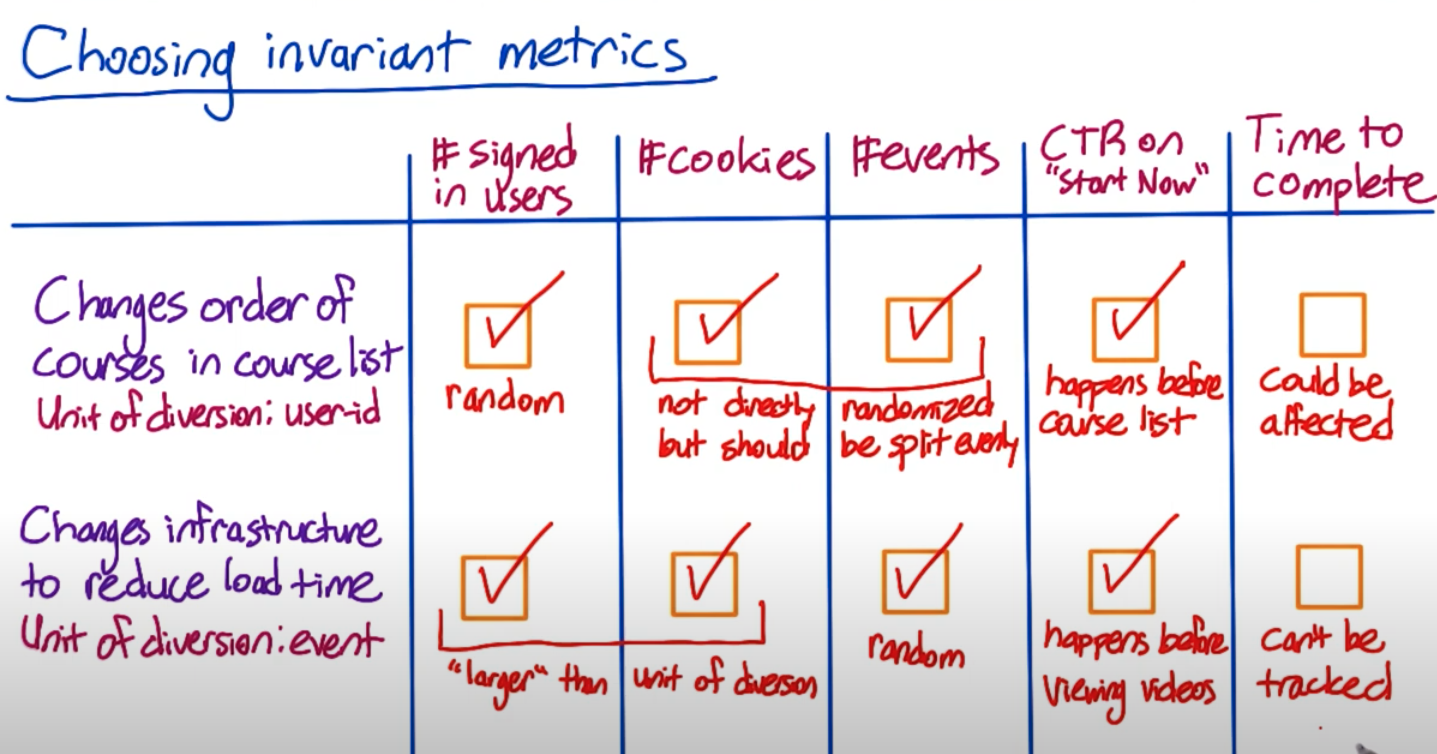 Choosing invariant metrics
#signed in users
#cookies
#events
CTR on "Start Now"
Time to complete
Changes order of
courses in course list
Unit of diversion: user-id
random
not directly randomized
but should be split evenly
happens before
course list
Could be
affected
Changes infrastructure
to reduce load time
Unit of diversion: event
"larger" than unit of diversion
random
happens before
viewing videos
can't be
tracked